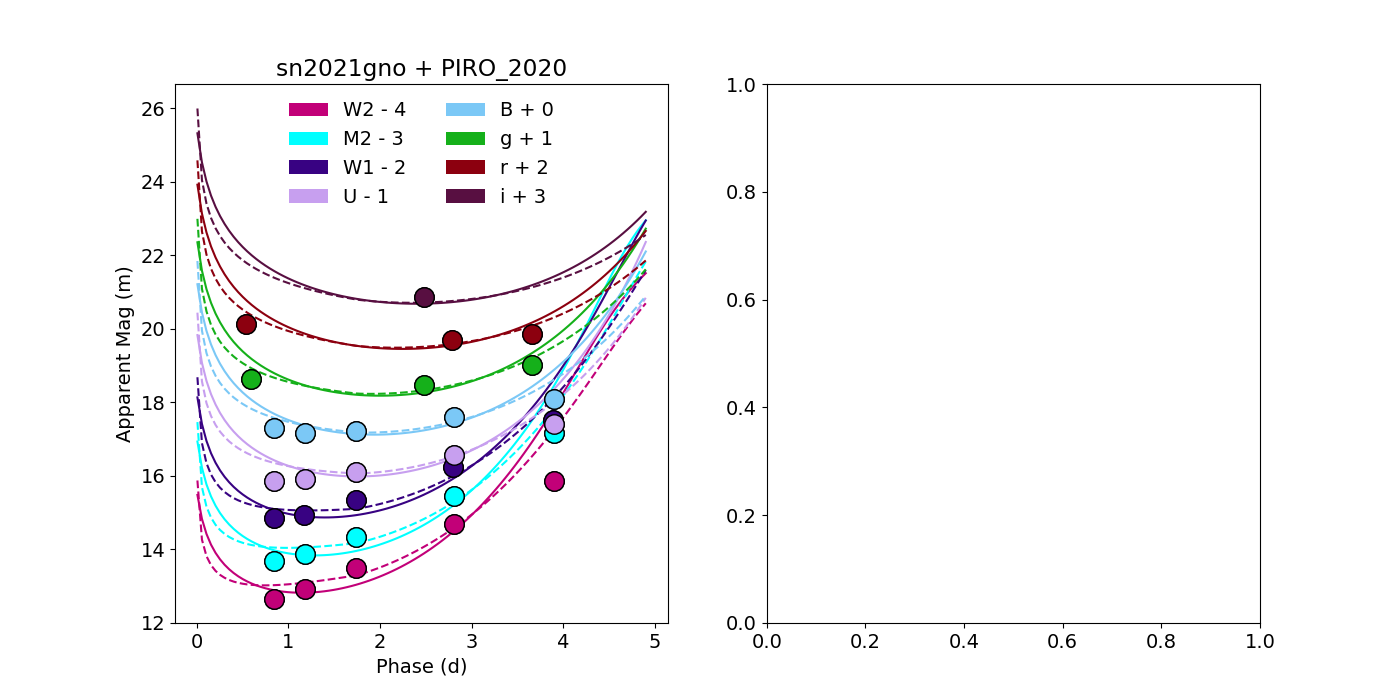 sn2021gno + PIRO_2020
W2 - 4
M2 - 3
W1 - 2
U - 1
B + 0
g + 1
r + 2
i + 3
Apparent Mag (m)
26
24
22
20
18
16
14
12
0 1 2 3 4 5
Phase (d)
1.0
0.8
0.6
0.4
0.2
0.0
0.0 0.2 0.4 0.6 0.8 1.0